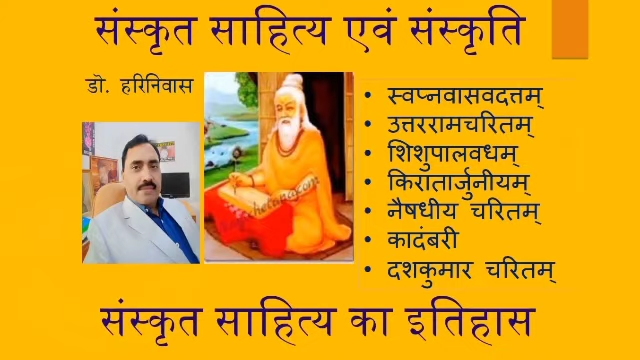 संस्कृत साहित्य एवं संस्कृति
डॊ. हरिनिवास
• स्वप्नवासवदत्तम्
• उत्तररामचरितम्
• शिशुपालवधम्
• किरातार्जुनीयम्
• नैषधीय चरितम्
• कादंबरी
• दशकुमार चरितम्
संस्कृत साहित्य का इतिहास